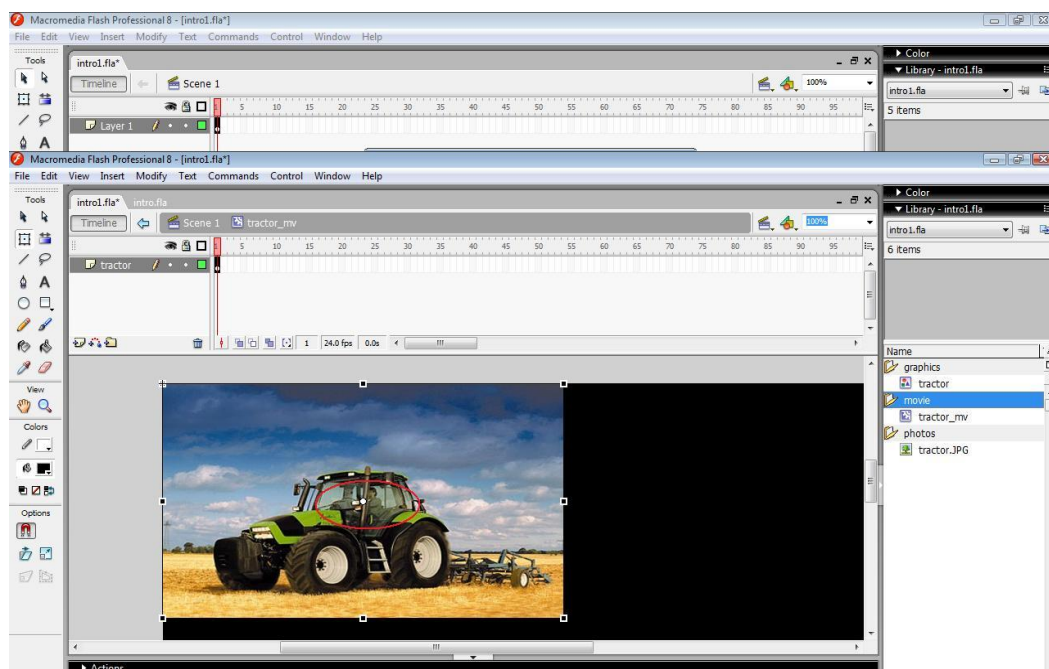 Macromedia Flash Professional 8 - [intro1.fla*]
File Edit View Insert Modify Text Commands Control Window Help
Tools
intro1.fla*
Color
Library - intro1.fla
Timeline
Scene 1
100%
intro1.fla
5 items
5 10 15 20 25 30 35 40 45 50 55 60 65 70 75 80 85 90 95
Layer 1
Macromedia Flash Professional 8 - [intro1.fla*]
File Edit View Insert Modify Text Commands Control Window Help
Tools
intro1.fla* intro.fla
Color
Library - intro1.fla
Timeline
Scene 1 tractor_mv
100%
intro1.fla
6 items
5 10 15 20 25 30 35 40 45 50 55 60 65 70 75 80 85 90 95
tractor
1 24.0 fps 0.0s
Name
graphics
tractor
movie
tractor_mv
photos
tractor.JPG
View
Colors
Options
Actions